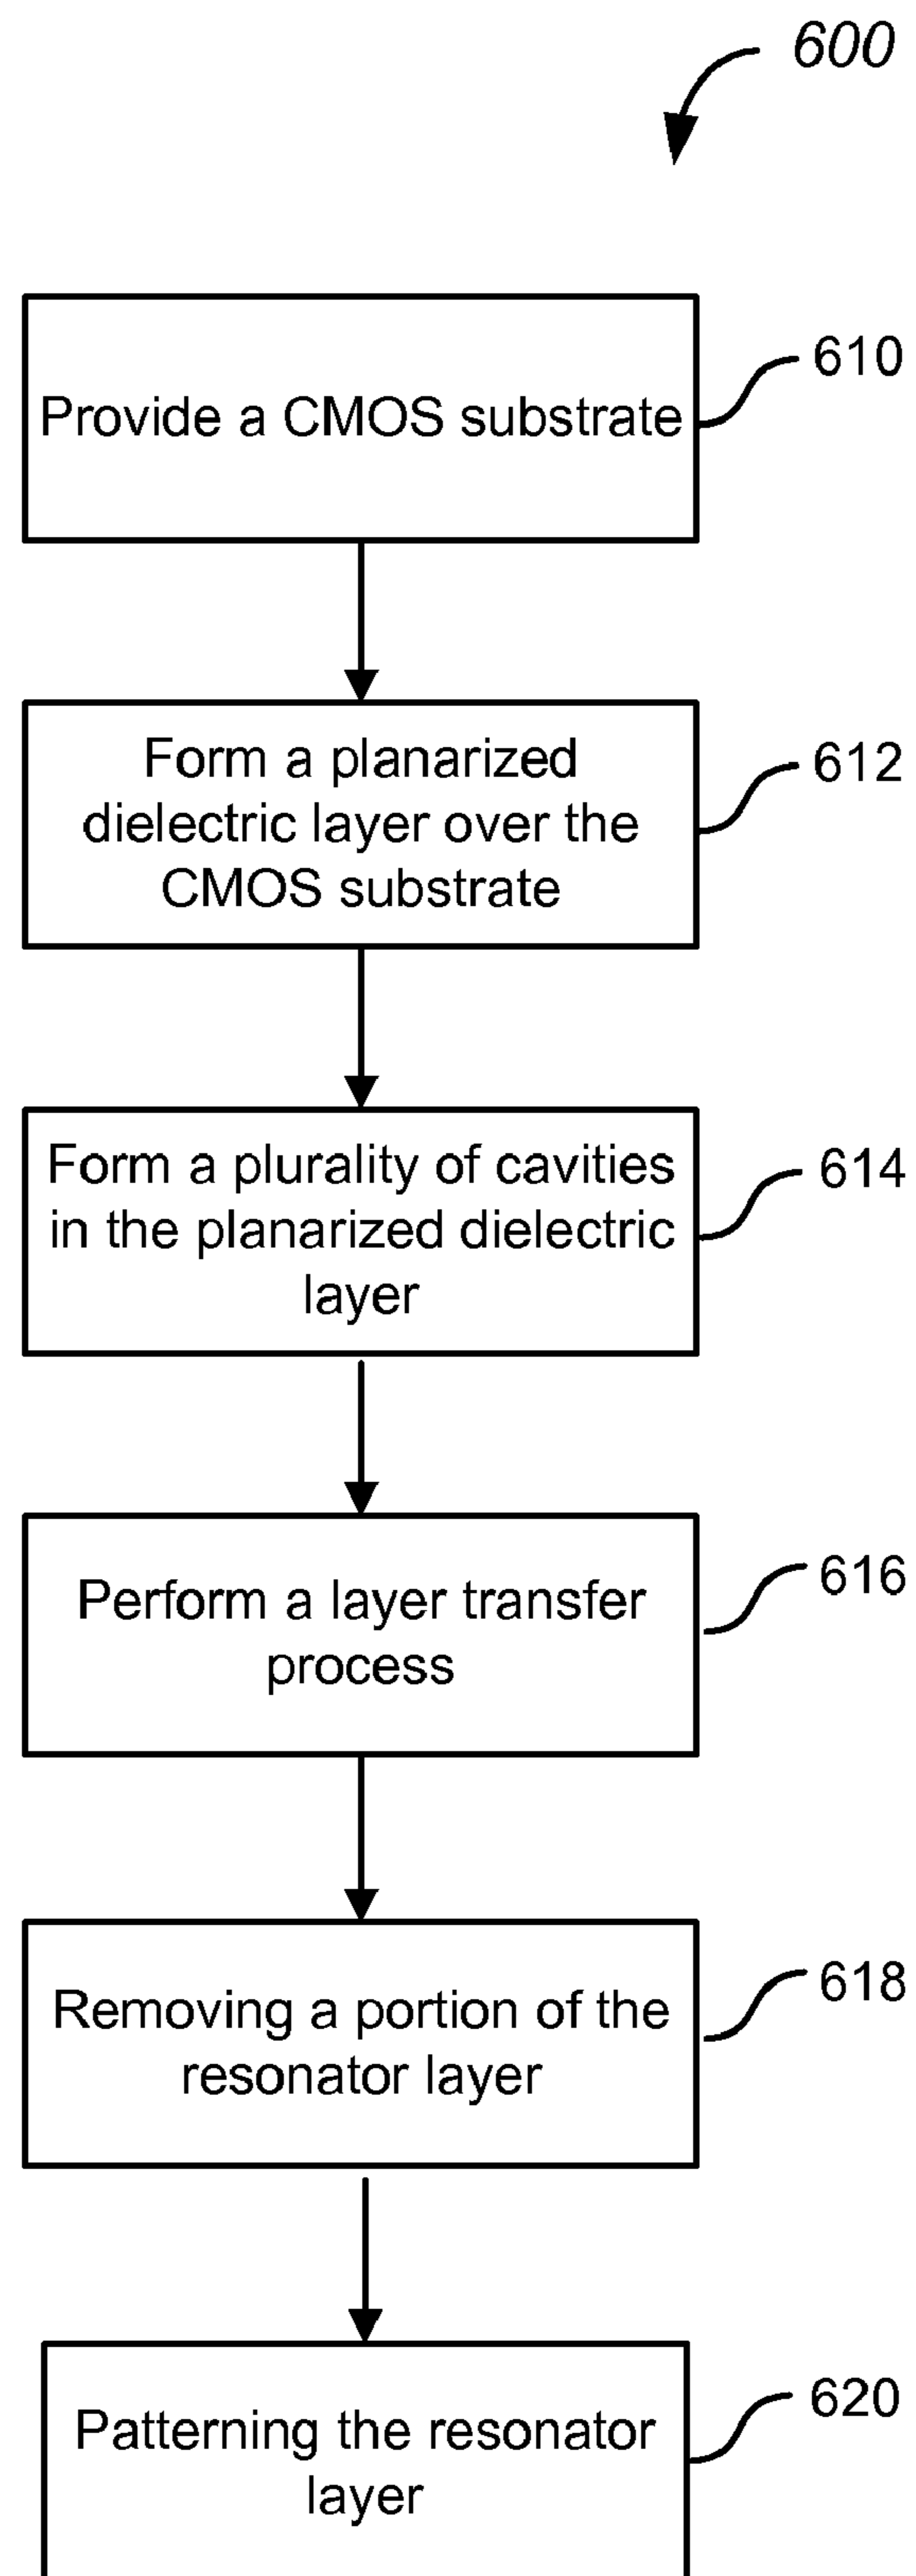 600
Provide a CMOS substrate
610
Form a planarized
dielectric layer over the
CMOS substrate
612
Form a plurality of cavities
in the planarized dielectric
layer
614
Perform a layer transfer
process
616
Removing a portion of the
resonator layer
618
Patterning the resonator
layer
620